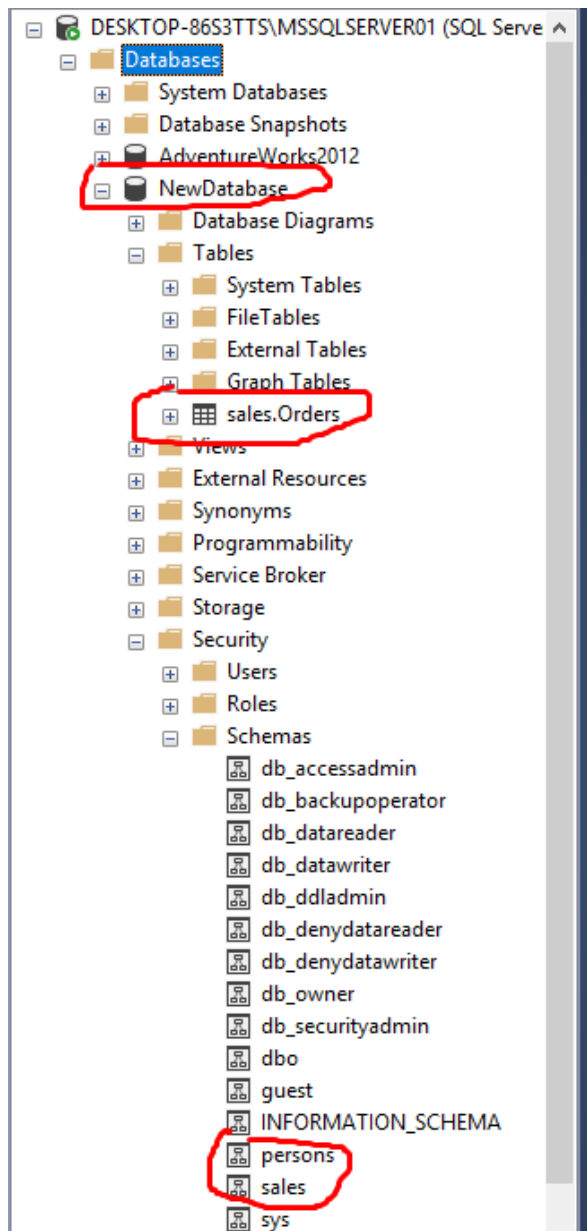 DESKTOP-86S3TTS\MSSQLSERVER01 (SQL Serve
Databases
System Databases
Database Snapshots
AdventureWorks2012
NewDatabase
Database Diagrams
Tables
System Tables
FileTables
External Tables
Graph Tables
sales.Orders
Views
External Resources
Synonyms
Programmability
Service Broker
Storage
Security
Users
Roles
Schemas
db_accessadmin
db_backupoperator
db_datareader
db_datawriter
db_ddladmin
db_denydatareader
db_denydatawriter
db_owner
db_securityadmin
dbo
guest
INFORMATION_SCHEMA
persons
sales
sys